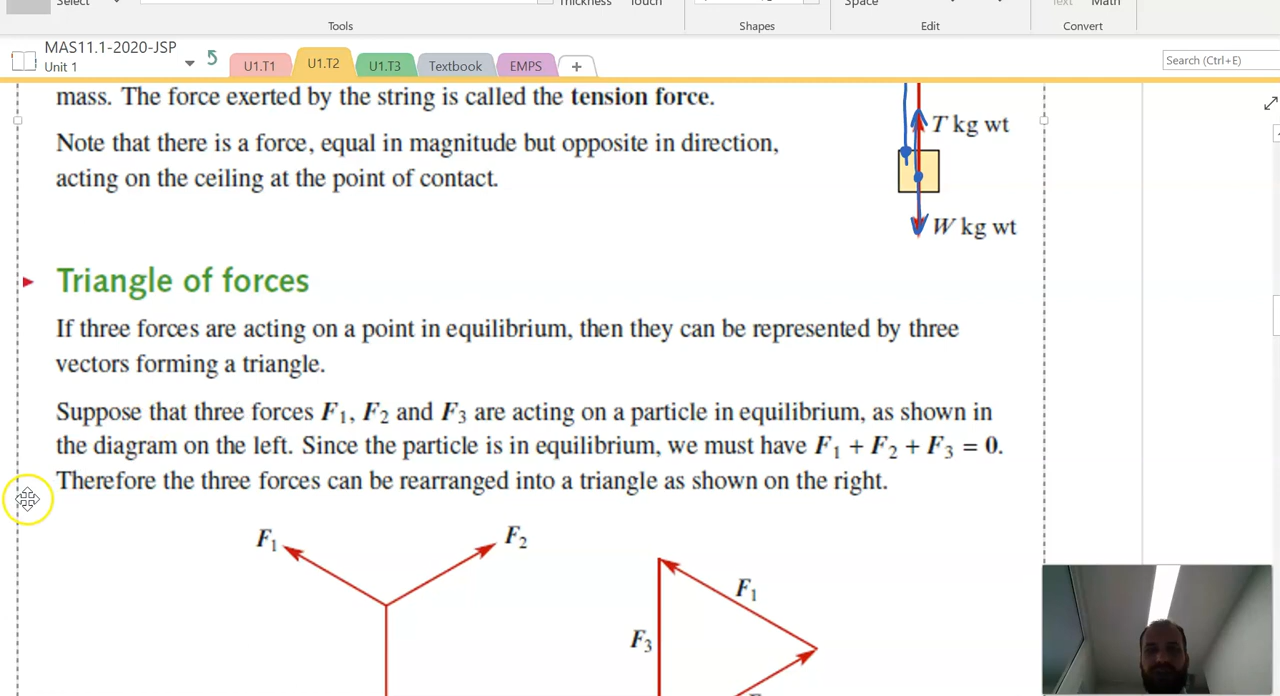 Select
Thickness
Touch
Space
Text
Math
Tools
Shapes
Edit
Convert
MAS11.1-2020-JSP
Unit 1
U1.T1
U1.T2
U1.T3
Textbook
EMPS
+
Search (Ctrl+E)
mass. The force exerted by the string is called the tension force.
T kg wt
Note that there is a force, equal in magnitude but opposite in direction,
acting on the ceiling at the point of contact.
W kg wt
Triangle of forces
If three forces are acting on a point in equilibrium, then they can be represented by three
vectors forming a triangle.
Suppose that three forces F₁, F₂ and F₃ are acting on a particle in equilibrium, as shown in
the diagram on the left. Since the particle is in equilibrium, we must have F₁ + F₂ + F₃ = 0.
Therefore the three forces can be rearranged into a triangle as shown on the right.
F₁
F₂
F₁
F₃